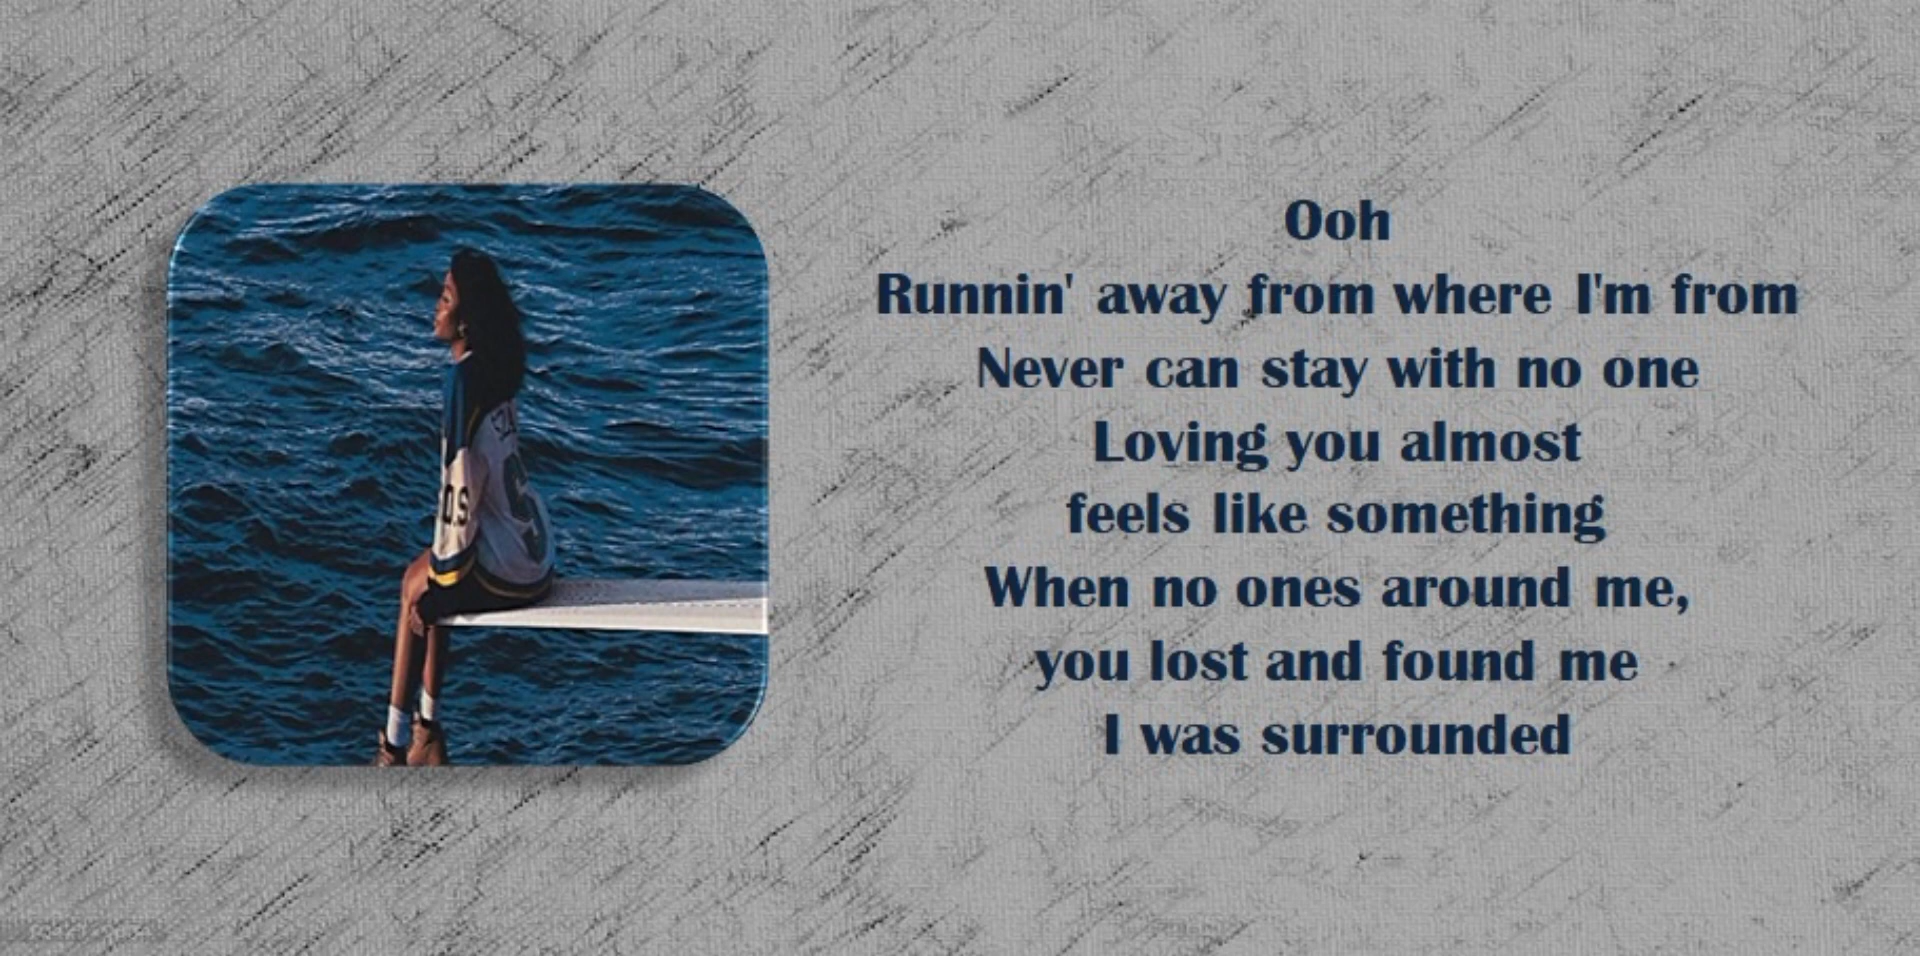 Ooh
Runnin' away from where I'm from
Never can stay with no one
Loving you almost
feels like something
When no ones around me,
you lost and found me
I was surrounded
SZA
O.S